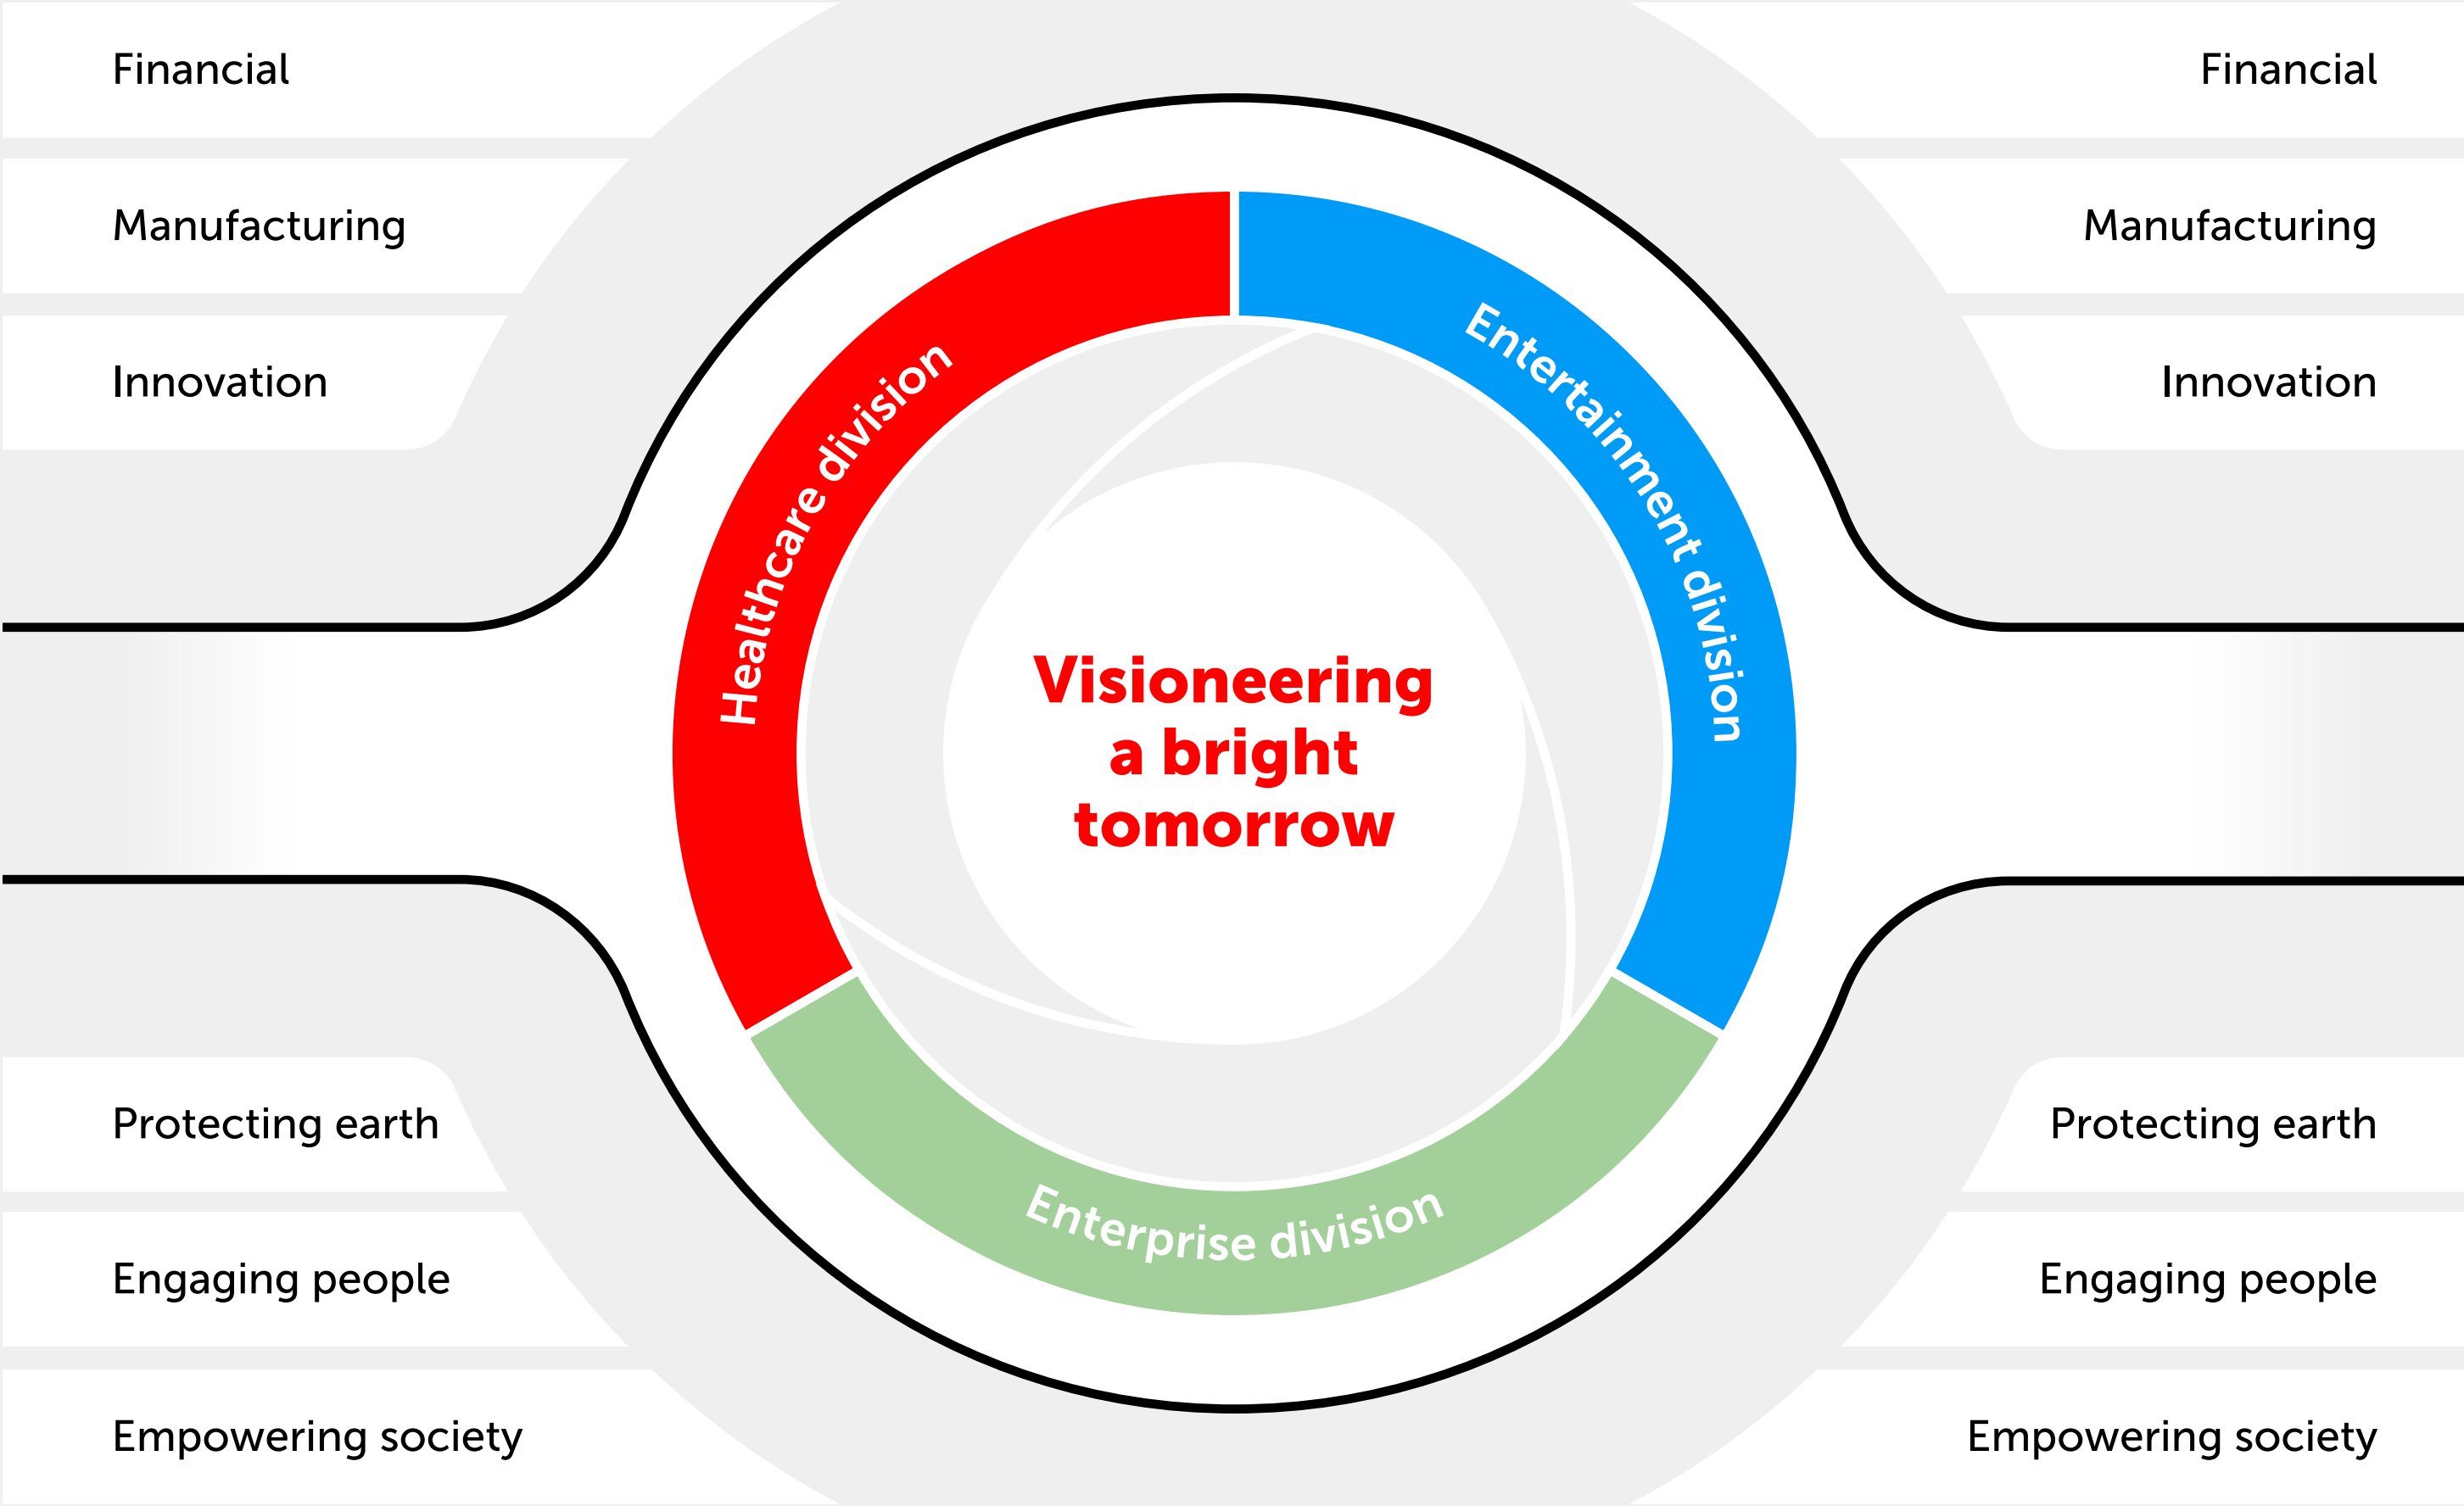 Financial
Manufacturing
Innovation
Protecting earth
Engaging people
Empowering society
Healthcare division
Entertainment division
Enterprise division
Visioneering
a bright
tomorrow
Financial
Manufacturing
Innovation
Protecting earth
Engaging people
Empowering society